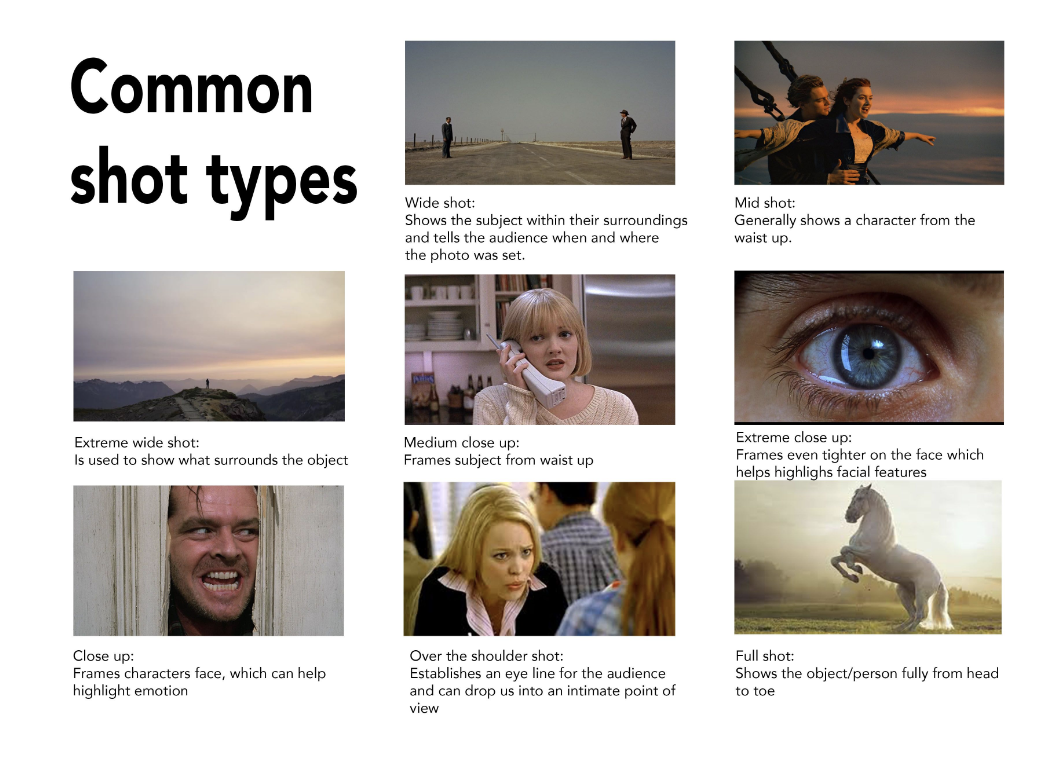 Common
shot types
Wide shot:
Shows the subject within their surroundings
and tells the audience when and where
the photo was set.
Mid shot:
Generally shows a character from the
waist up.
Extreme wide shot:
Is used to show what surrounds the object
Medium close up:
Frames subject from waist up
Extreme close up:
Frames even tighter on the face which
helps highlighs facial features
Close up:
Frames characters face, which can help
highlight emotion
Over the shoulder shot:
Establishes an eye line for the audience
and can drop us into an intimate point of
view
Full shot:
Shows the object/person fully from head
to toe